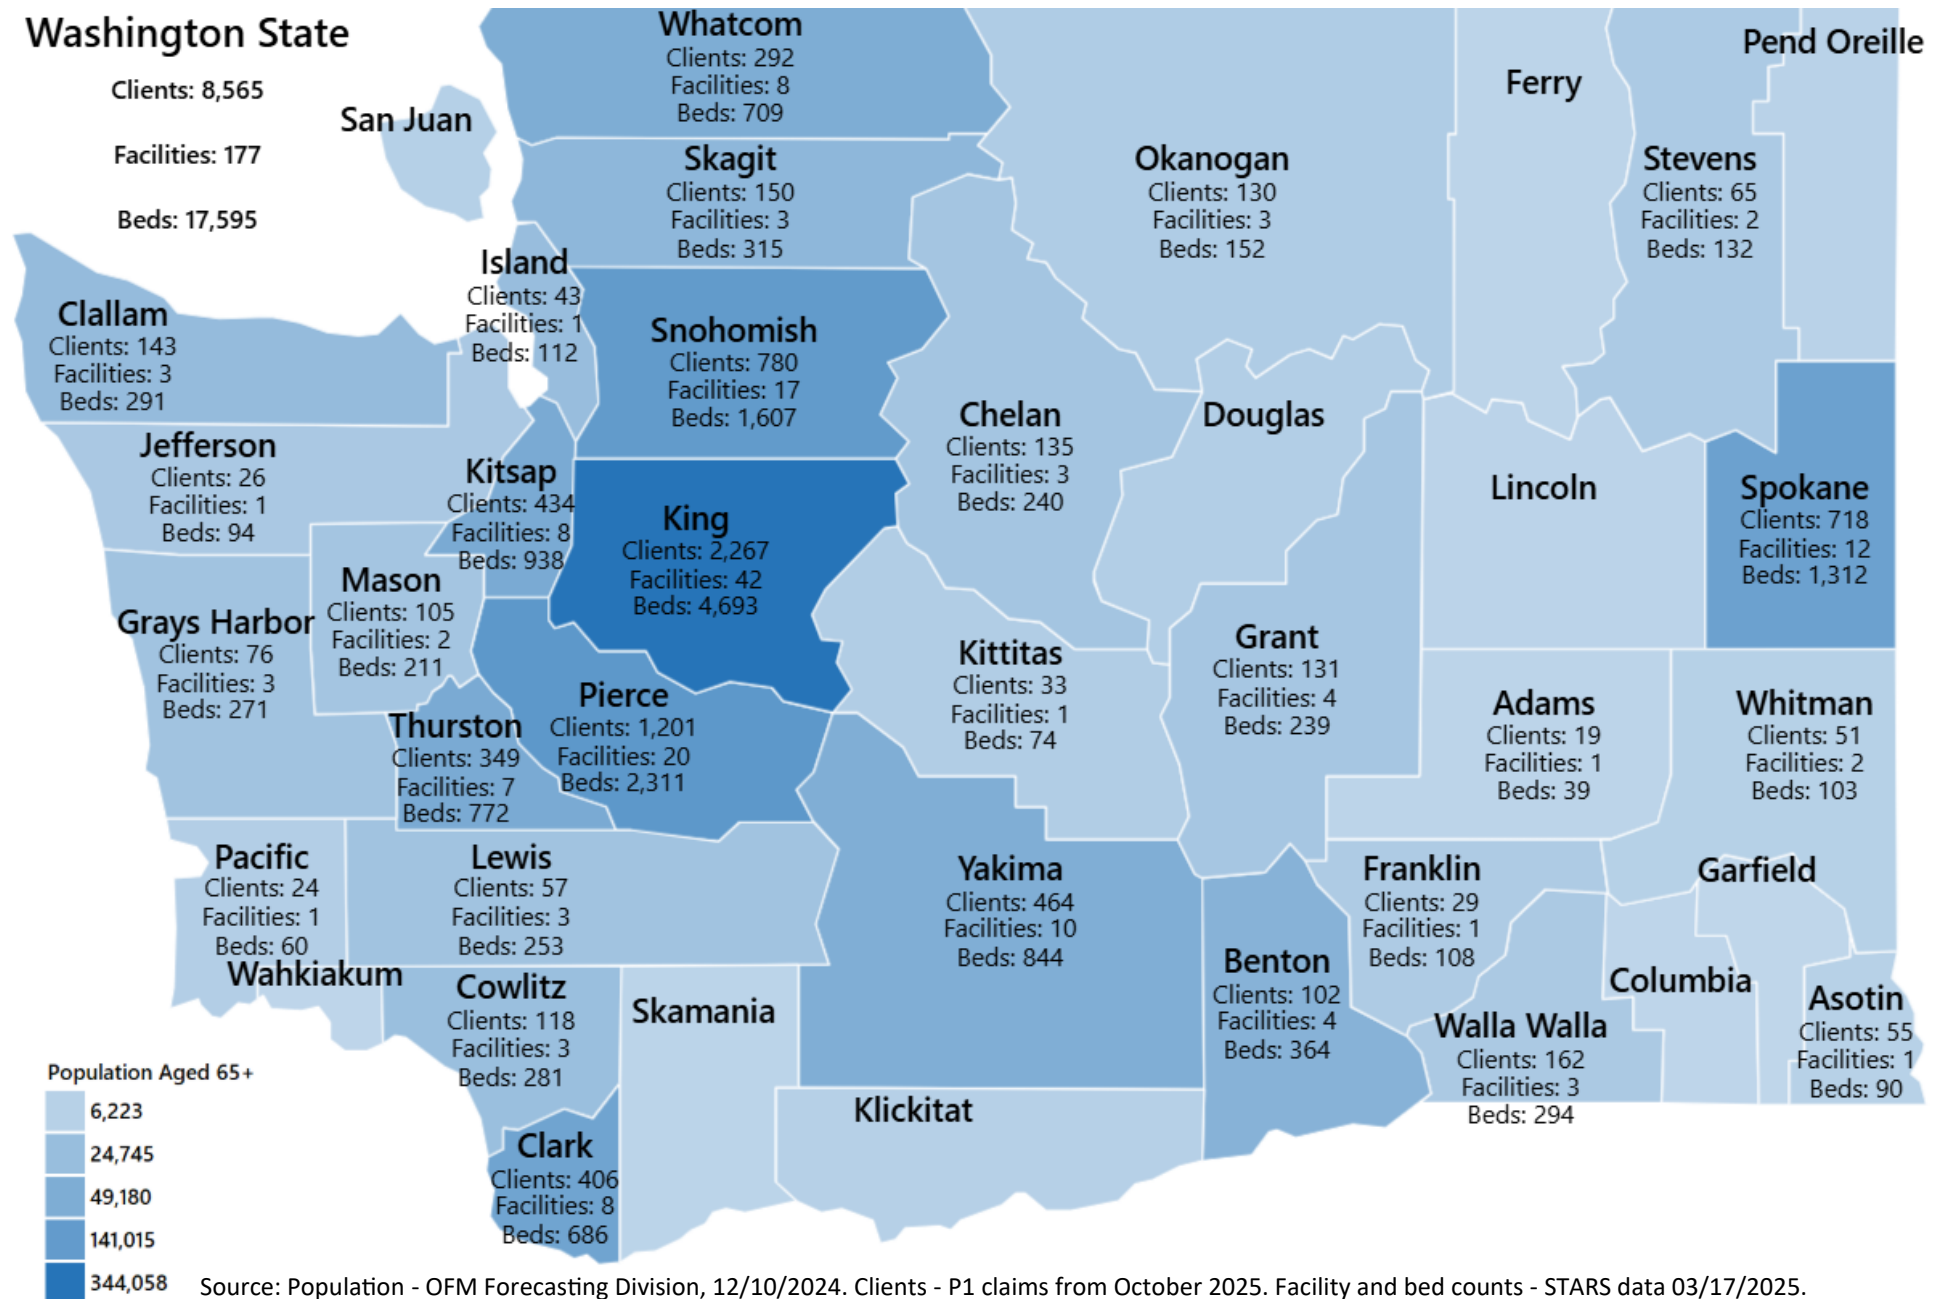 Washington State
Clients: 8,565
Facilities: 177
Beds: 17,595
San Juan
Whatcom
Clients: 292
Facilities: 8
Beds: 709
Skagit
Clients: 150
Facilities: 3
Beds: 315
Okanogan
Clients: 130
Facilities: 3
Beds: 152
Ferry
Stevens
Clients: 65
Facilities: 2
Beds: 132
Pend Oreille
Island
Clients: 43
Facilities: 1
Beds: 112
Clallam
Clients: 143
Facilities: 3
Beds: 291
Snohomish
Clients: 780
Facilities: 17
Beds: 1,607
Chelan
Clients: 135
Facilities: 3
Beds: 240
Douglas
Jefferson
Clients: 26
Facilities: 1
Beds: 94
Kitsap
Clients: 434
Facilities: 8
Beds: 938
King
Clients: 2,267
Facilities: 42
Beds: 4,693
Lincoln
Spokane
Clients: 718
Facilities: 12
Beds: 1,312
Mason
Clients: 105
Facilities: 2
Beds: 211
Grays Harbor
Clients: 76
Facilities: 3
Beds: 271
Kittitas
Clients: 33
Facilities: 1
Beds: 74
Grant
Clients: 131
Facilities: 4
Beds: 239
Pierce
Clients: 1,201
Facilities: 20
Beds: 2,311
Thurston
Clients: 349
Facilities: 7
Beds: 772
Adams
Clients: 19
Facilities: 1
Beds: 39
Whitman
Clients: 51
Facilities: 2
Beds: 103
Pacific
Clients: 24
Facilities: 1
Beds: 60
Lewis
Clients: 57
Facilities: 3
Beds: 253
Yakima
Clients: 464
Facilities: 10
Beds: 844
Franklin
Clients: 29
Facilities: 1
Beds: 108
Garfield
Wahkiakum
Cowlitz
Clients: 118
Facilities: 3
Beds: 281
Skamania
Benton
Clients: 102
Facilities: 4
Beds: 364
Columbia
Walla Walla
Clients: 162
Facilities: 3
Beds: 294
Asotin
Clients: 55
Facilities: 1
Beds: 90
Klickitat
Clark
Clients: 406
Facilities: 8
Beds: 686
Population Aged 65+
6,223
24,745
49,180
141,015
344,058
Source: Population - OFM Forecasting Division, 12/10/2024. Clients - P1 claims from October 2025. Facility and bed counts - STARS data 03/17/2025.